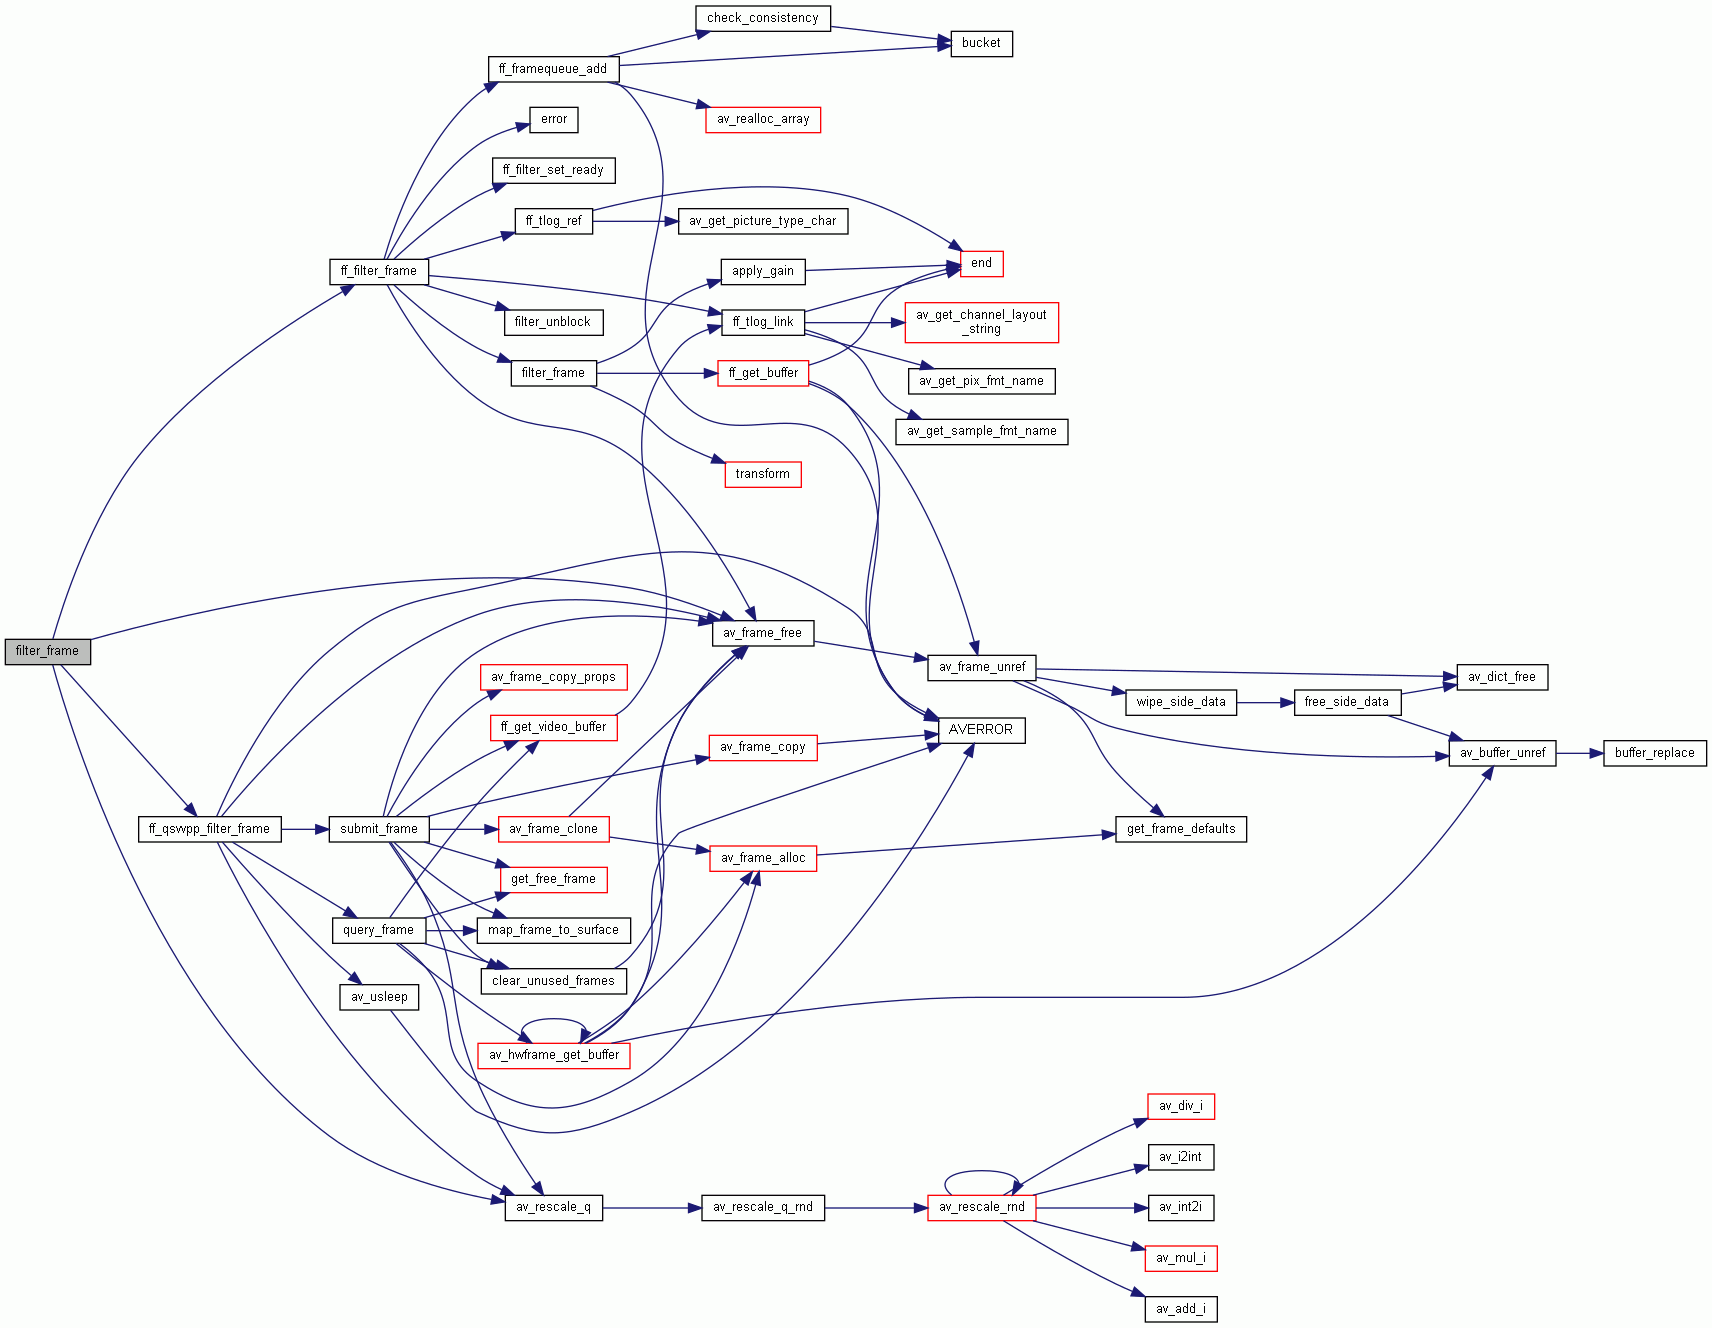 check_consistency
bucket
ff_framequeue_add
av_realloc_array
error
ff_filter_set_ready
ff_tlog_ref
av_get_picture_type_char
ff_filter_frame
apply_gain
end
filter_unblock
ff_tlog_link
av_get_channel_layout
_string
filter_frame
ff_get_buffer
av_get_pix_fmt_name
av_get_sample_fmt_name
transform
filter_frame
av_frame_free
av_frame_unref
av_frame_copy_props
av_dict_free
wipe_side_data
free_side_data
ff_get_video_buffer
AVERROR
av_frame_copy
av_buffer_unref
buffer_replace
ff_qsvvpp_filter_frame
submit_frame
av_frame_clone
get_frame_defaults
av_frame_alloc
get_free_frame
query_frame
map_frame_to_surface
clear_unused_frames
av_usleep
av_hwframe_get_buffer
av_div_i
av_i2int
av_rescale_q
av_rescale_q_rnd
av_rescale_rnd
av_int2i
av_mul_i
av_add_i